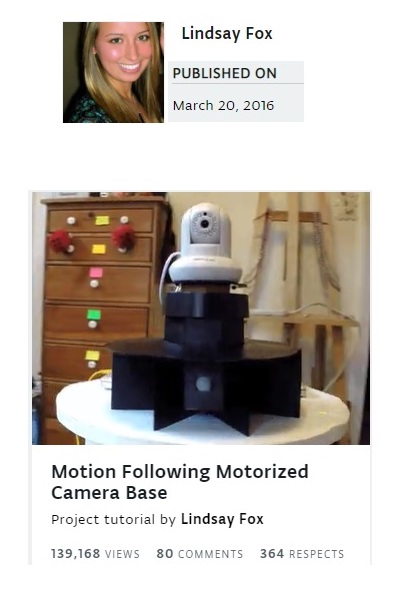 Lindsay Fox
PUBLISHED ON
March 20, 2016
Motion Following Motorized
Camera Base
Project tutorial by Lindsay Fox
139,168 VIEWS 80 COMMENTS 364 RESPECTS